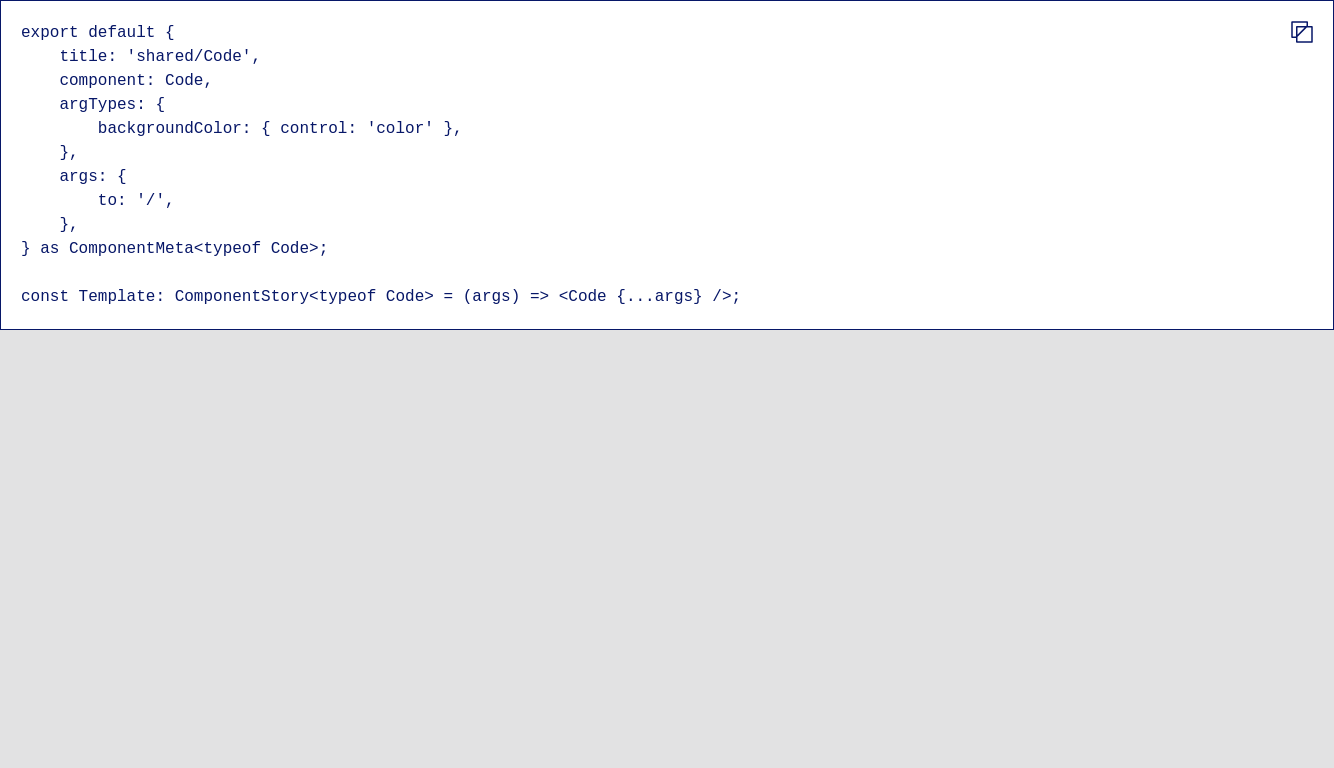 export default {
    title: 'shared/Code',
    component: Code,
    argTypes: {
        backgroundColor: { control: 'color' },
    },
    args: {
        to: '/',
    },
} as ComponentMeta<typeof Code>;

const Template: ComponentStory<typeof Code> = (args) => <Code {...args} />;